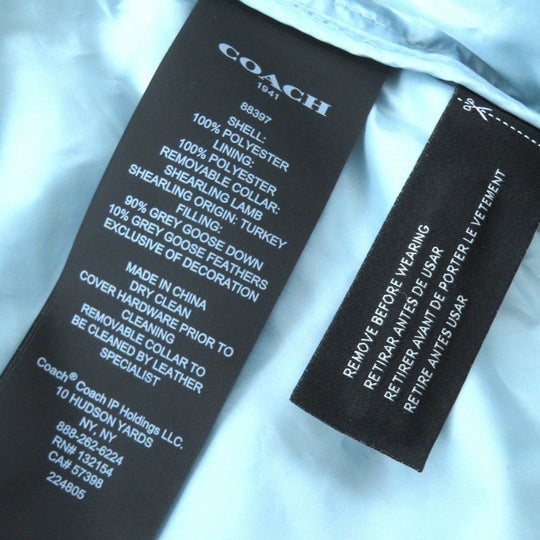 COACH
1941
88397
SHELL:
100% POLYESTER
LINING:
100% POLYESTER
REMOVABLE COLLAR:
SHEARLING LAMB
SHEARLING ORIGIN: TURKEY
FILLING:
90% GREY GOOSE DOWN
10% GREY GOOSE FEATHERS
EXCLUSIVE OF DECORATION
MADE IN CHINA
DRY CLEAN
COVER HARDWARE PRIOR TO
CLEANING
REMOVABLE COLLAR TO
BE CLEANED BY LEATHER
SPECIALIST
Coach® Coach IP Holdings LLC.
10 HUDSON YARDS
NY, NY
888-262-6224
RN# 132154
CA# 57398
224805
REMOVE BEFORE WEARING
RETIRAR ANTES DE USAR
RETIRER AVANT DE PORTER LE VETEMENT
RETIRE ANTES USAR